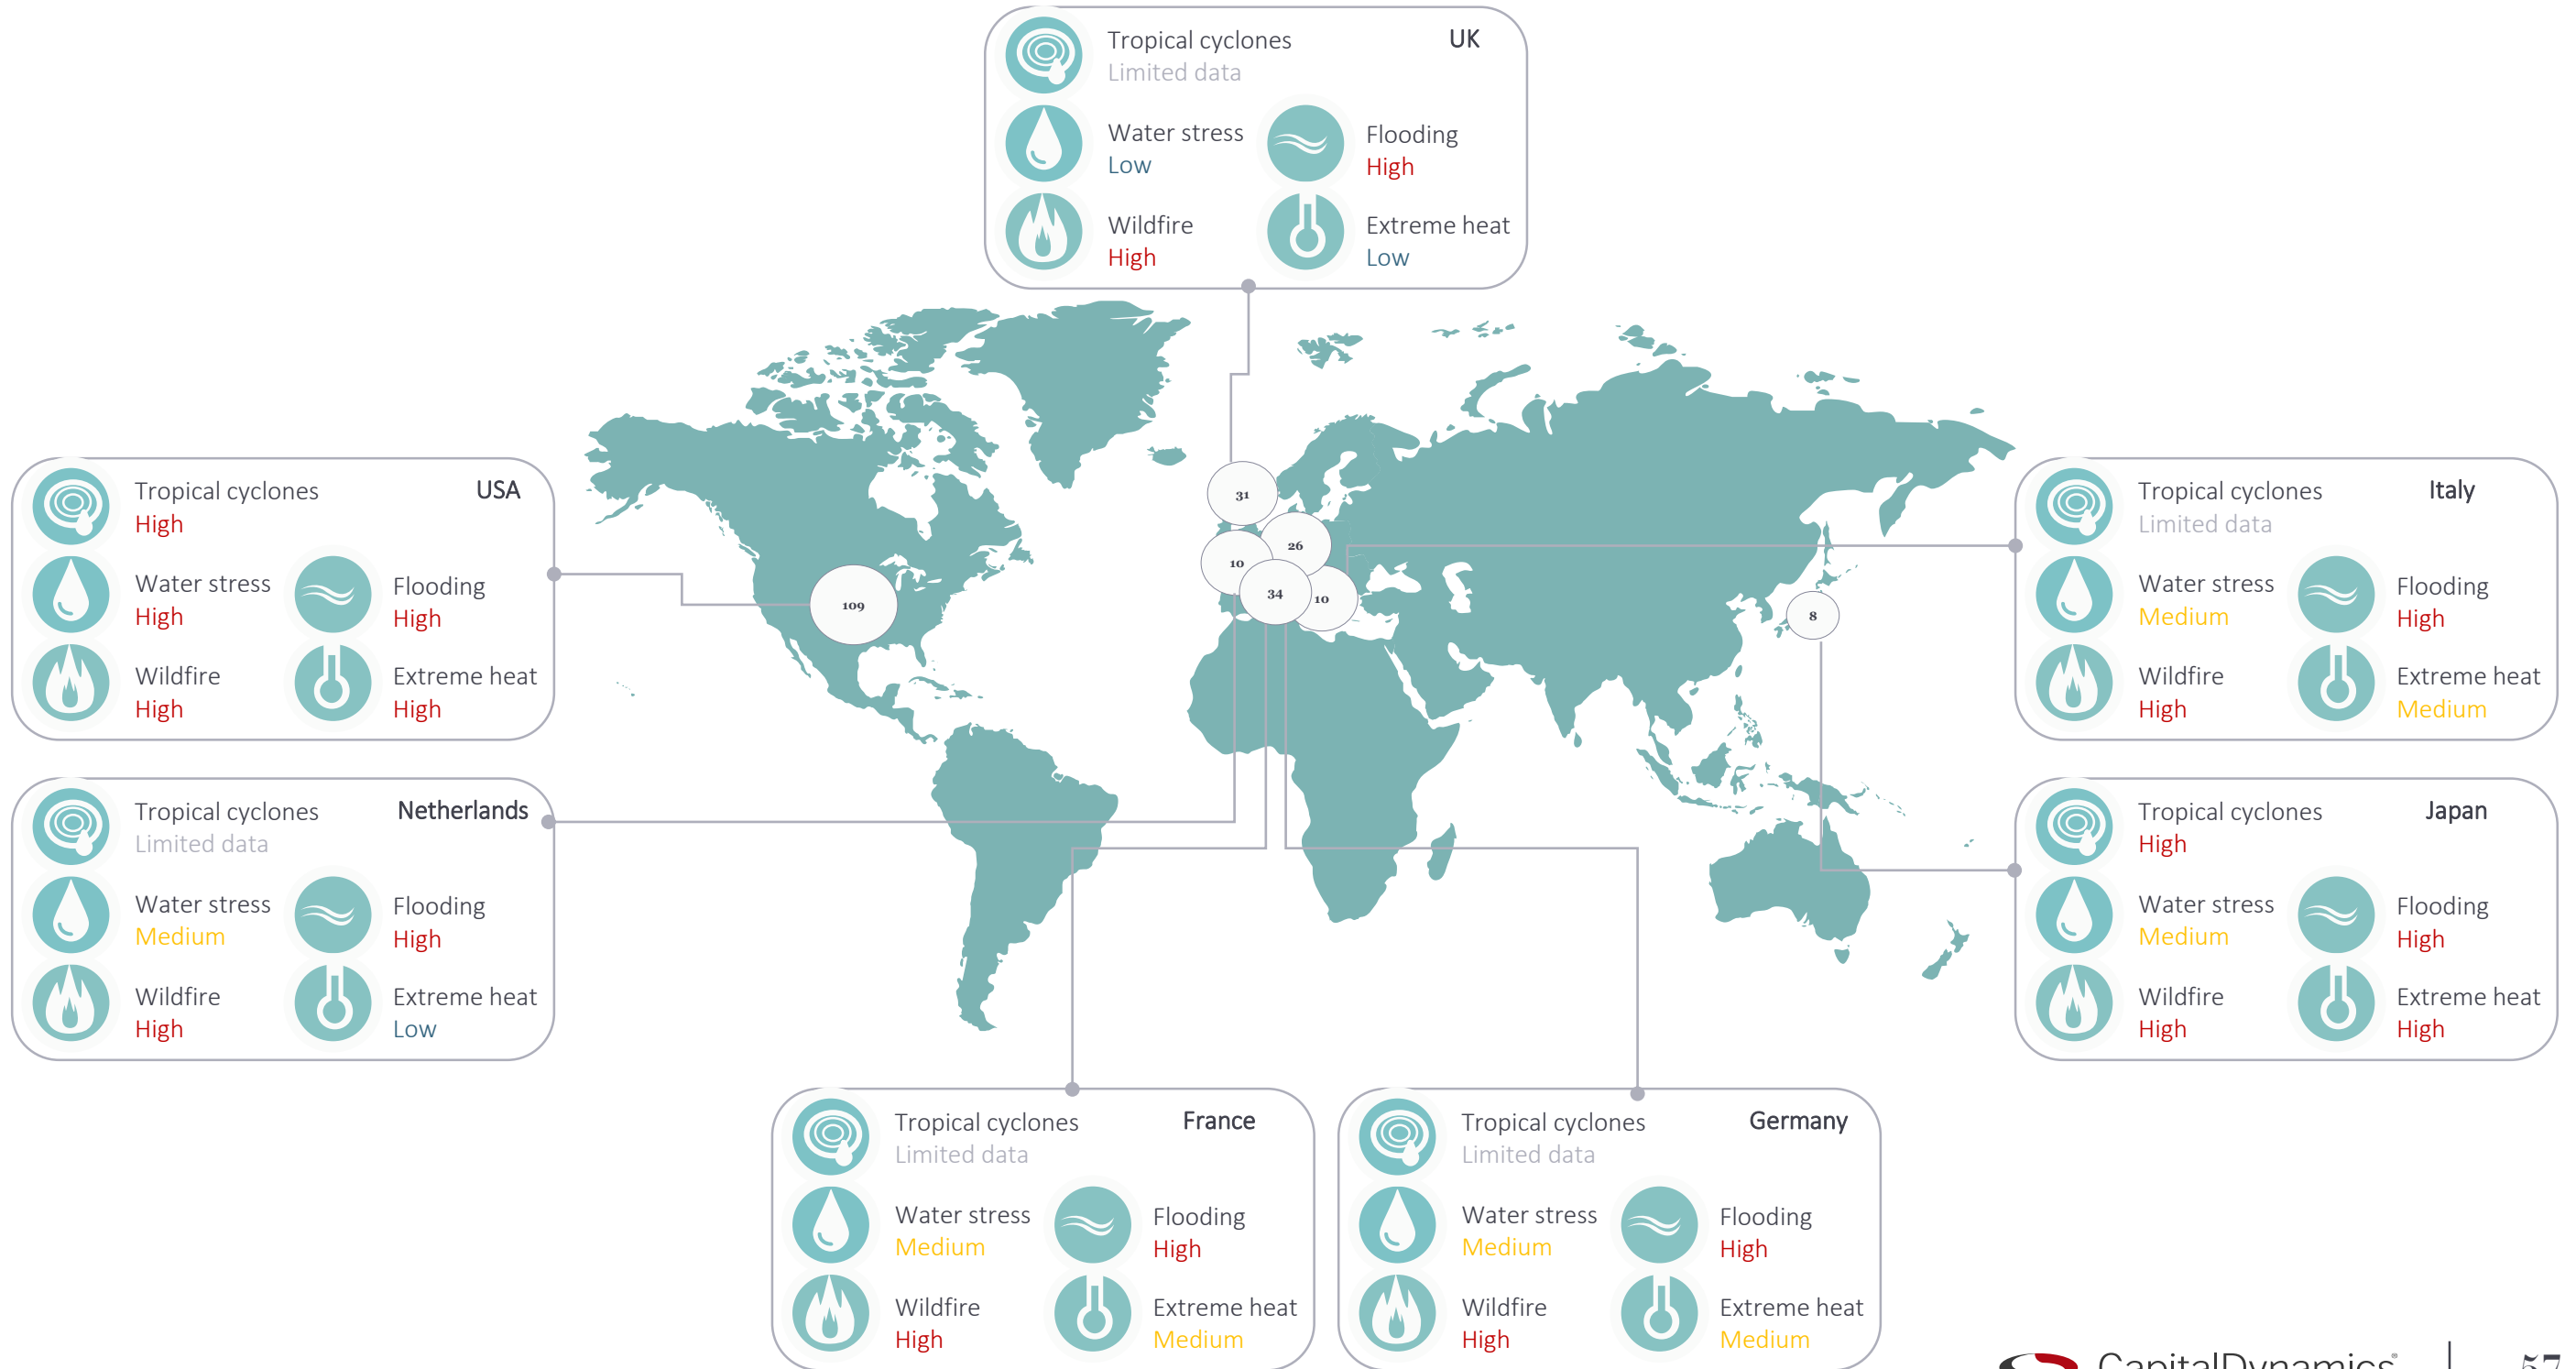 Tropical cyclones
UK
Limited data
Water stress
Low
Flooding
High
Wildfire
High
Extreme heat
Low
Tropical cyclones
USA
High
Water stress
High
Flooding
High
Wildfire
High
Extreme heat
High
Tropical cyclones
Italy
Limited data
Water stress
Medium
Flooding
High
Wildfire
High
Extreme heat
Medium
31
26
10
34
10
109
8
Tropical cyclones
Netherlands
Limited data
Water stress
Medium
Flooding
High
Wildfire
High
Extreme heat
Low
Tropical cyclones
Japan
High
Water stress
Medium
Flooding
High
Wildfire
High
Extreme heat
High
Tropical cyclones
France
Limited data
Water stress
Medium
Flooding
High
Wildfire
High
Extreme heat
Medium
Tropical cyclones
Germany
Limited data
Water stress
Medium
Flooding
High
Wildfire
High
Extreme heat
Medium
CapitalDynamics®
57